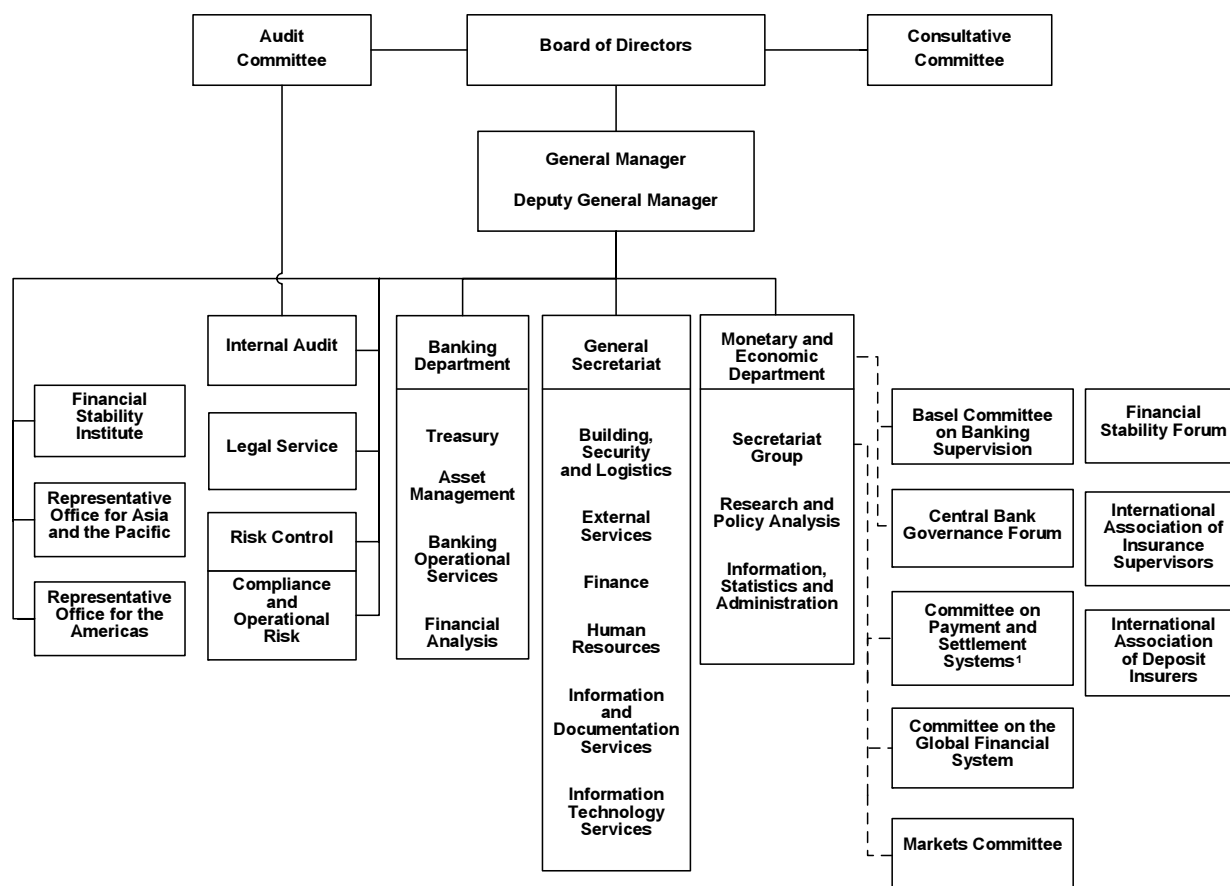 Audit
Committee
Board of Directors
Consultative
Committee
General Manager
Deputy General Manager
Internal Audit
Banking
Department
General
Secretariat
Monetary and
Economic
Department
Financial
Stability
Institute
Legal Service
Representative
Office for Asia
and the Pacific
Risk Control
Representative
Office for the
Americas
Compliance and
Operational
Risk
Treasury
Asset
Management
Banking
Operational
Services
Financial
Analysis
Building,
Security
and Logistics
External
Services
Finance
Human
Resources
Information
and
Documentation
Services
Information
Technology
Services
Secretariat
Group
Research and
Policy Analysis
Information,
Statistics and
Administration
Basel Committee
on Banking
Supervision
Financial
Stability Forum
Central Bank
Governance Forum
International
Association of
Insurance
Supervisors
Committee on
Payment and
Settlement
Systems¹
International
Association
of Deposit
Insurers
Committee on the
Global Financial
System
Markets Committee